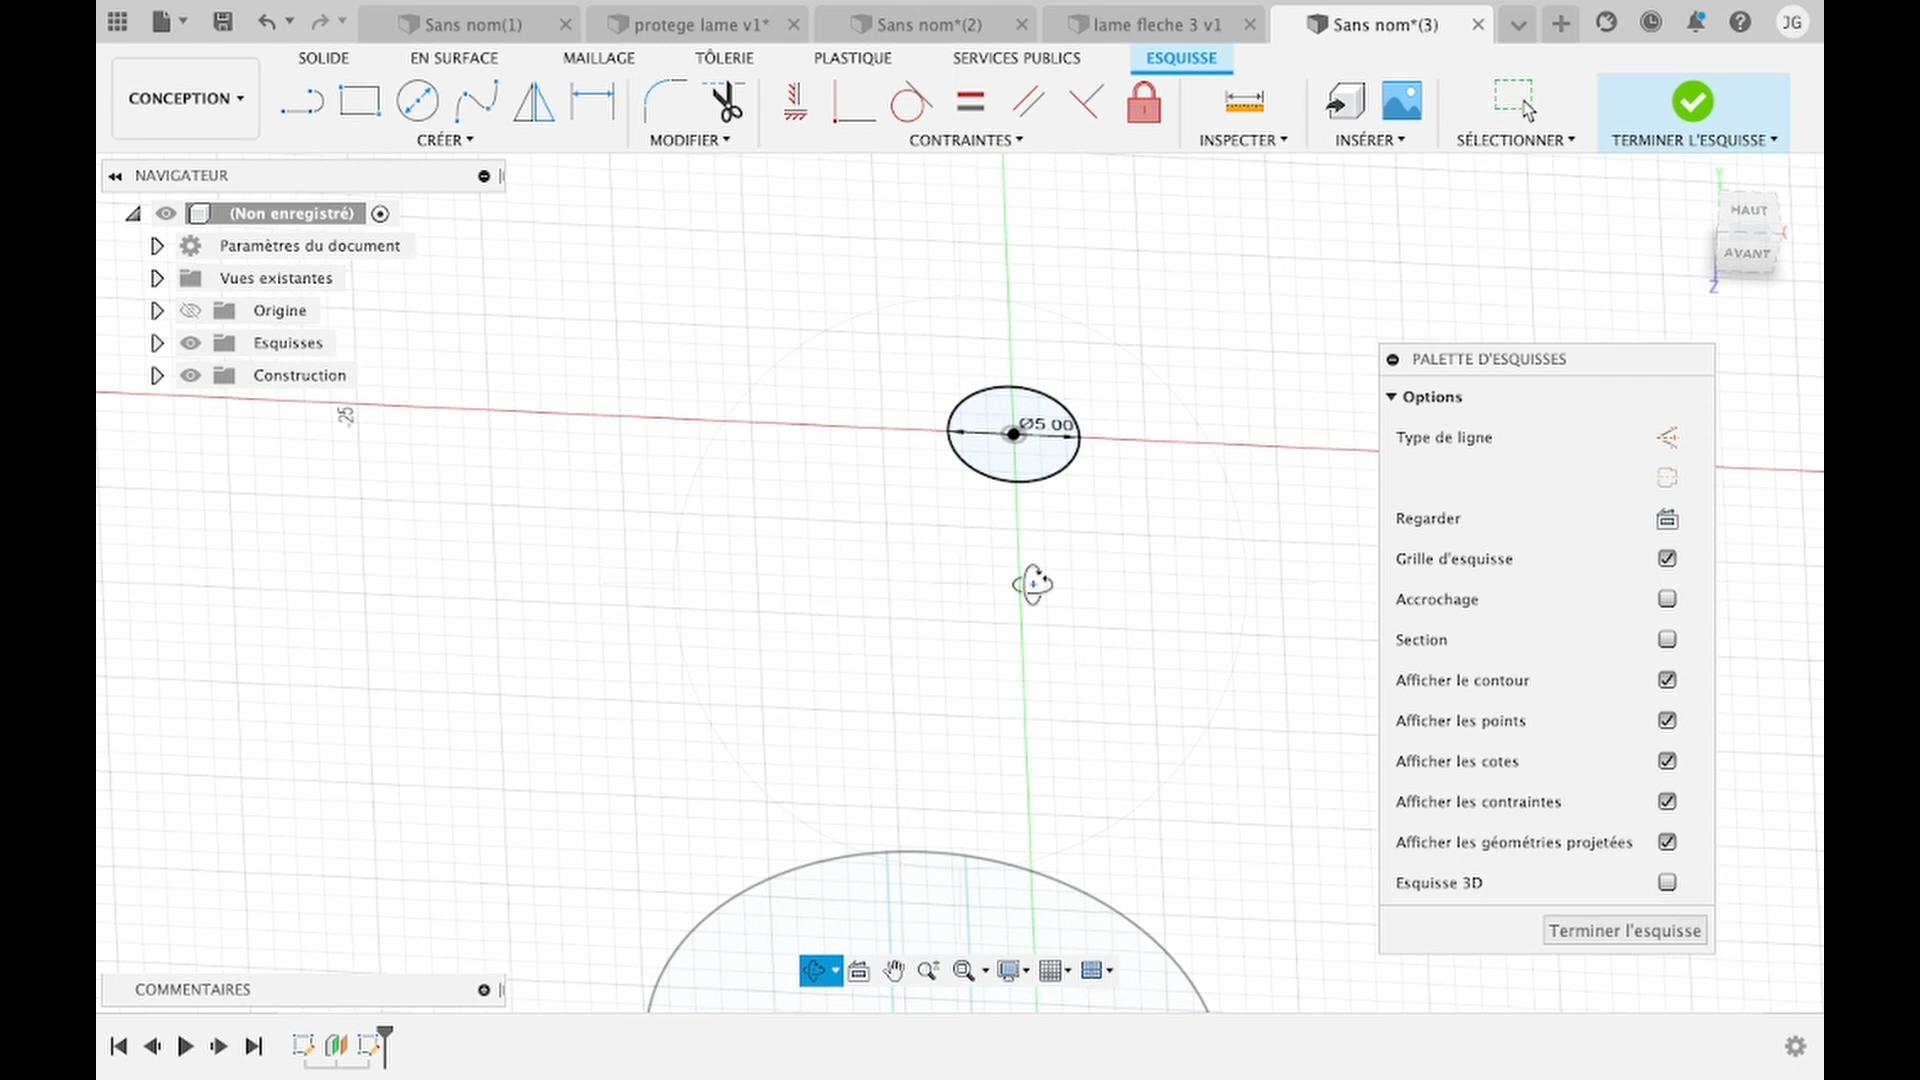 Sans nom(1)
protege lame v1*
Sans nom*(2)
lame fleche 3 v1
Sans nom*(3)
JG
SOLIDE
EN SURFACE
MAILLAGE
TÔLERIE
PLASTIQUE
SERVICES PUBLICS
ESQUISSE
CONCEPTION
CRÉER
MODIFIER
CONTRAINTES
INSPECTER
INSÉRER
SÉLECTIONNER
TERMINER L'ESQUISSE
NAVIGATEUR
(Non enregistré)
Paramètres du document
Vues existantes
Origine
Esquisses
Construction
-25
Ø5.00
Y
HAUT
X
AVANT
Z
PALETTE D'ESQUISSES
Options
Type de ligne
Regarder
Grille d'esquisse
Accrochage
Section
Afficher le contour
Afficher les points
Afficher les cotes
Afficher les contraintes
Afficher les géométries projetées
Esquisse 3D
Terminer l'esquisse
COMMENTAIRES